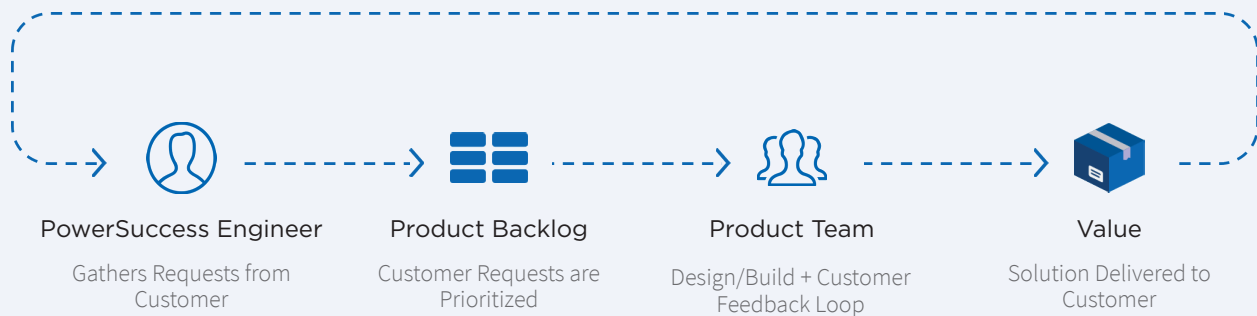 PowerSuccess Engineer
Gathers Requests from
Customer
Product Backlog
Customer Requests are
Prioritized
Product Team
Design/Build + Customer
Feedback Loop
Value
Solution Delivered to
Customer